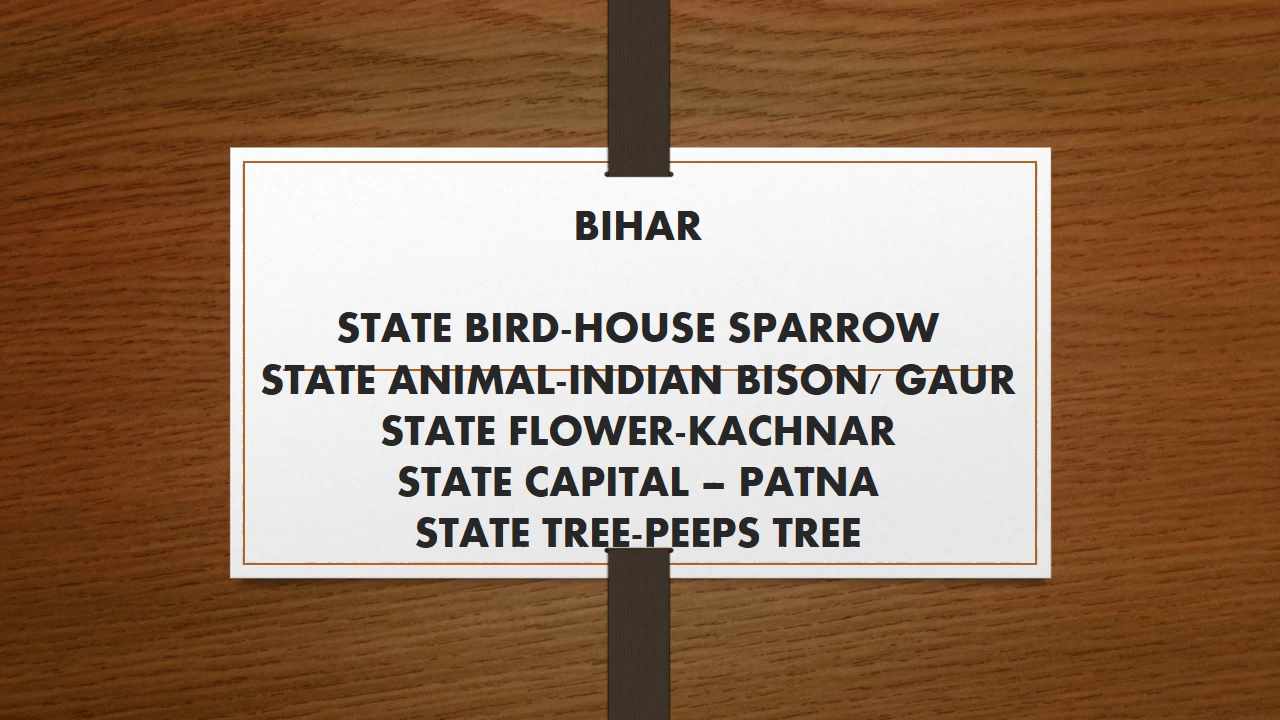 BIHAR
STATE BIRD-HOUSE SPARROW
STATE ANIMAL-INDIAN BISON/ GAUR
STATE FLOWER-KACHNAR
STATE CAPITAL – PATNA
STATE TREE-PEEPS TREE